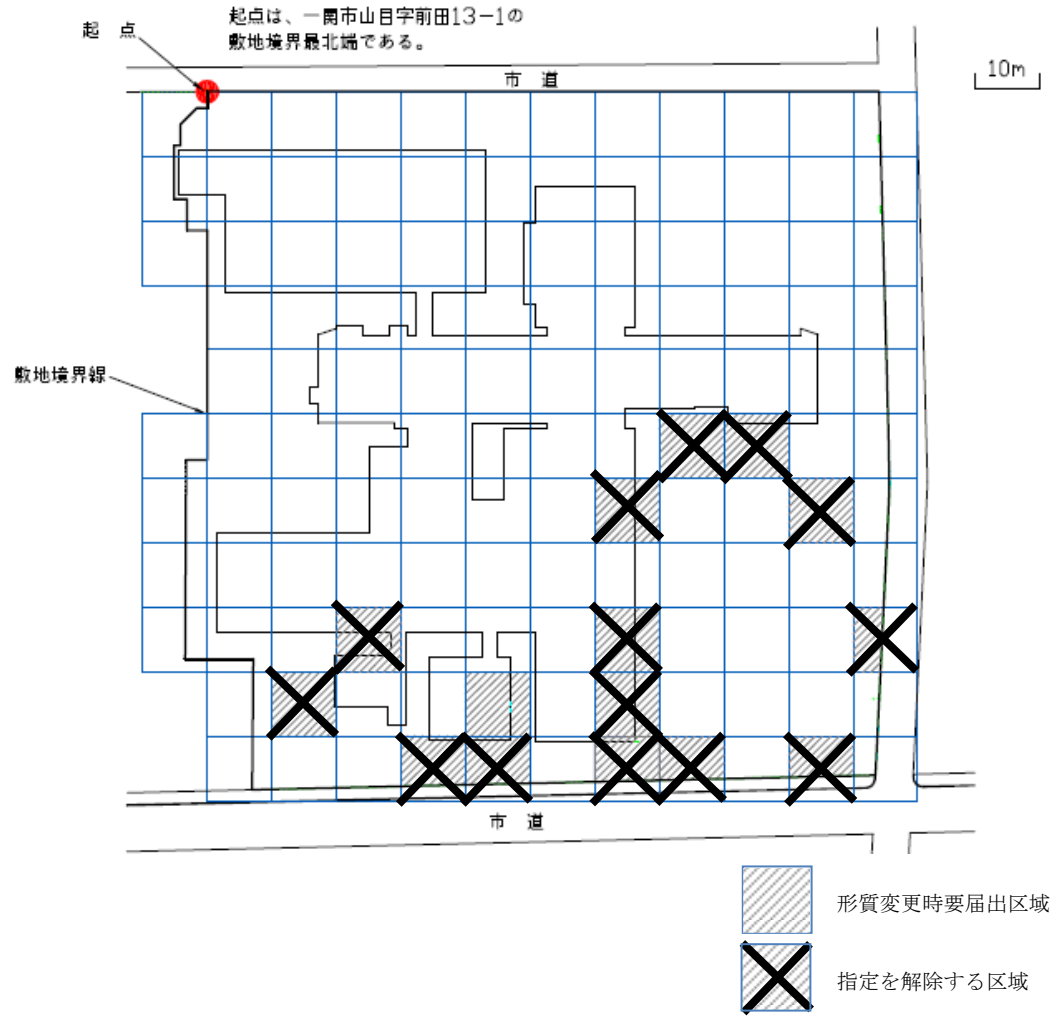 起点は、一関市山目字前田13-1の
敷地境界最北端である。
起 点
10m
市 道
敷地境界線
市 道
形質変更時要届出区域
指定を解除する区域